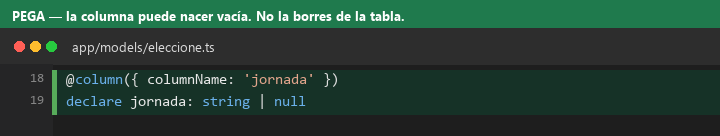 PEGA — la columna puede nacer vacía. No la borres de la tabla.
app/models/eleccione.ts
18 @column({ columnName: 'jornada' })
19 declare jornada: string | null